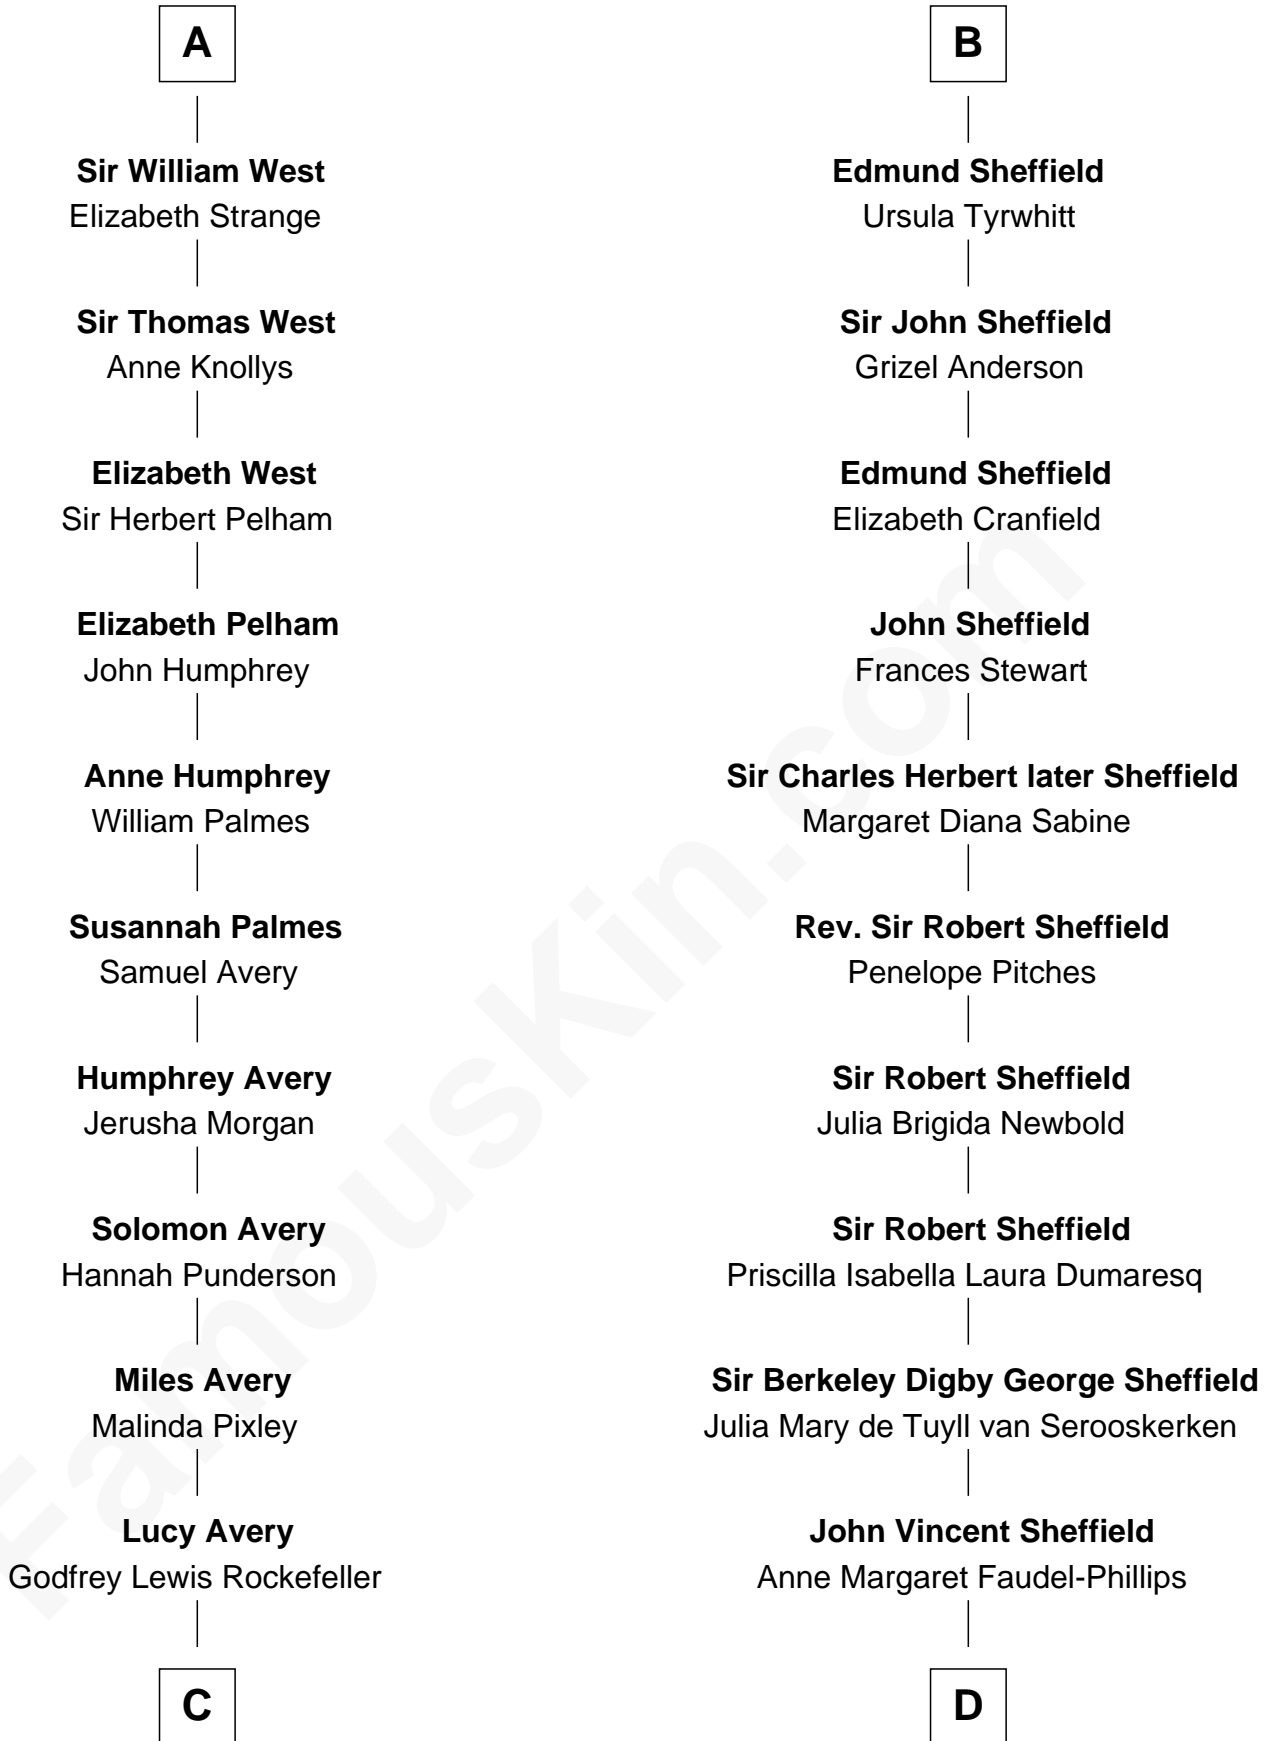 A
Sir William West
Elizabeth Strange
Sir Thomas West
Anne Knollys
Elizabeth West
Sir Herbert Pelham
Elizabeth Pelham
John Humphrey
Anne Humphrey
William Palmes
Susannah Palmes
Samuel Avery
Humphrey Avery
Jerusha Morgan
Solomon Avery
Hannah Punderson
Miles Avery
Malinda Pixley
Lucy Avery
Godfrey Lewis Rockefeller
C
B
Edmund Sheffield
Ursula Tyrwhitt
Sir John Sheffield
Grizel Anderson
Edmund Sheffield
Elizabeth Cranfield
John Sheffield
Frances Stewart
Sir Charles Herbert later Sheffield
Margaret Diana Sabine
Rev. Sir Robert Sheffield
Penelope Pitches
Sir Robert Sheffield
Julia Brigida Newbold
Sir Robert Sheffield
Priscilla Isabella Laura Dumaresq
Sir Berkeley Digby George Sheffield
Julia Mary de Tuyll van Serooskerken
John Vincent Sheffield
Anne Margaret Faudel-Phillips
D
FamousKin.com